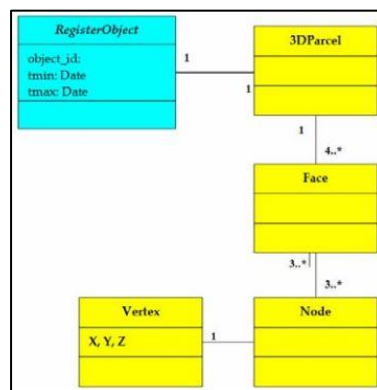 RegisterObject
object_id:
tmin: Date
tmax: Date
1
1
3DParcel
1
4..*
Face
3..*
3..*
Vertex
X, Y, Z
1
Node